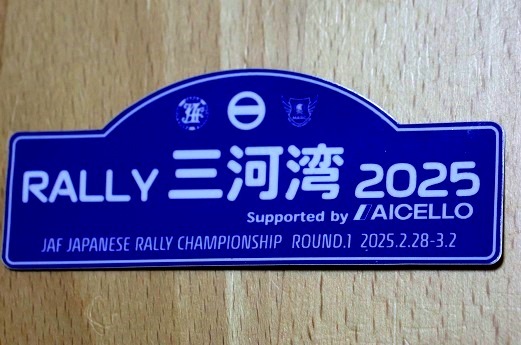 RALLY 三河湾 2025
Supported by AICELLO
JAF JAPANESE RALLY CHAMPIONSHIP ROUND.1 2025.2.28-3.2